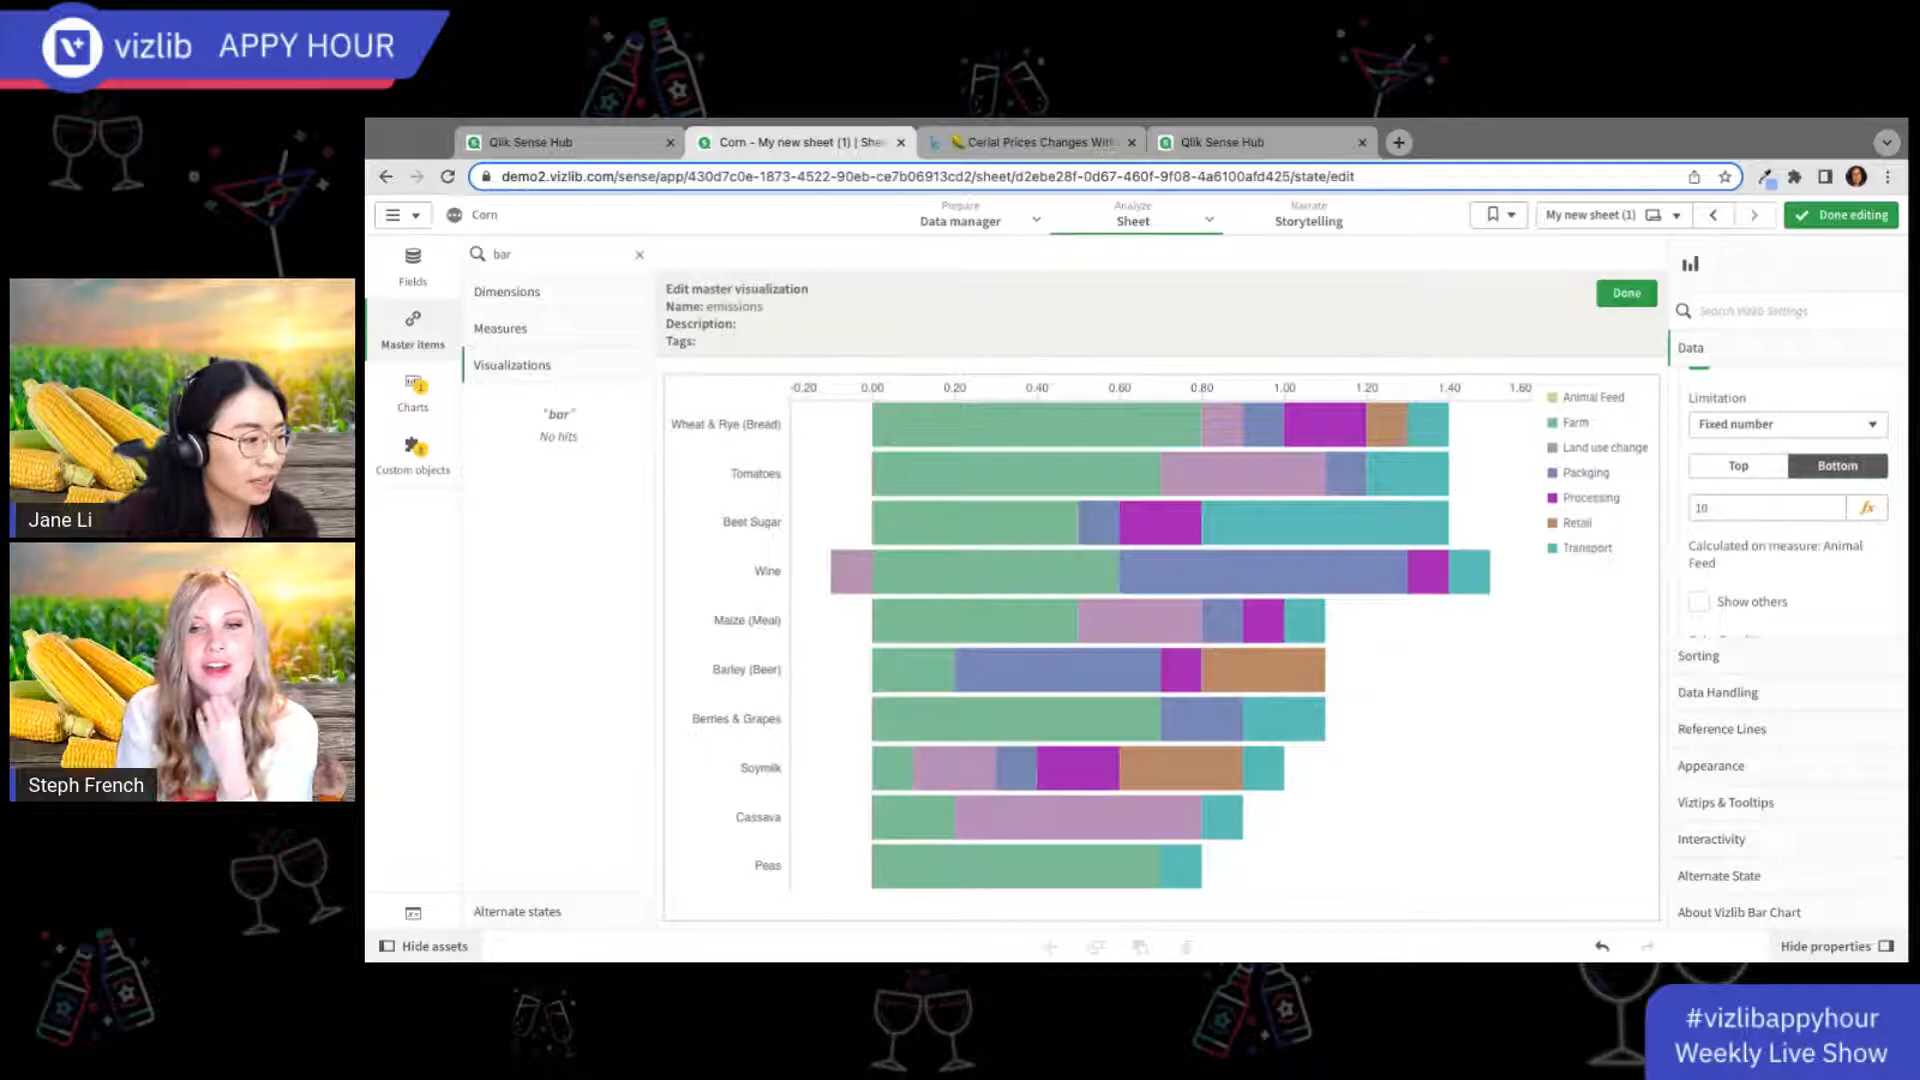 vizlib APPY HOUR
Qlik Sense Hub
Corn - My new sheet (1) | She
Cerial Prices Changes With
Qlik Sense Hub
demo2.vizlib.com/sense/app/430d7c0e-1873-4522-90eb-ce7b06913cd2/sheet/d2ebe28f-0d67-460f-9f08-4a6100afd425/state/edit
Corn
Prepare
Data manager
Analyze
Sheet
Narrate
Storytelling
My new sheet (1)
Done editing
Fields
Master items
Charts
Custom objects
bar
Dimensions
Measures
Visualizations
"bar"
No hits
Alternate states
Hide assets
Edit master visualization
Name: emissions
Description:
Tags:
Done
-0.20 0.00 0.20 0.40 0.60 0.80 1.00 1.20 1.40 1.60
Wheat & Rye (Bread)
Tomatoes
Beet Sugar
Wine
Maize (Meal)
Barley (Beer)
Berries & Grapes
Soymilk
Cassava
Peas
Animal Feed
Farm
Land use change
Packging
Processing
Retail
Transport
Search Vizlib Settings
Data
Limitation
Fixed number
Top Bottom
10
fx
Calculated on measure: Animal
Feed
Show others
Sorting
Data Handling
Reference Lines
Appearance
Viztips & Tooltips
Interactivity
Alternate State
About Vizlib Bar Chart
Hide properties
Jane Li
Steph French
#vizlibappyhour
Weekly Live Show